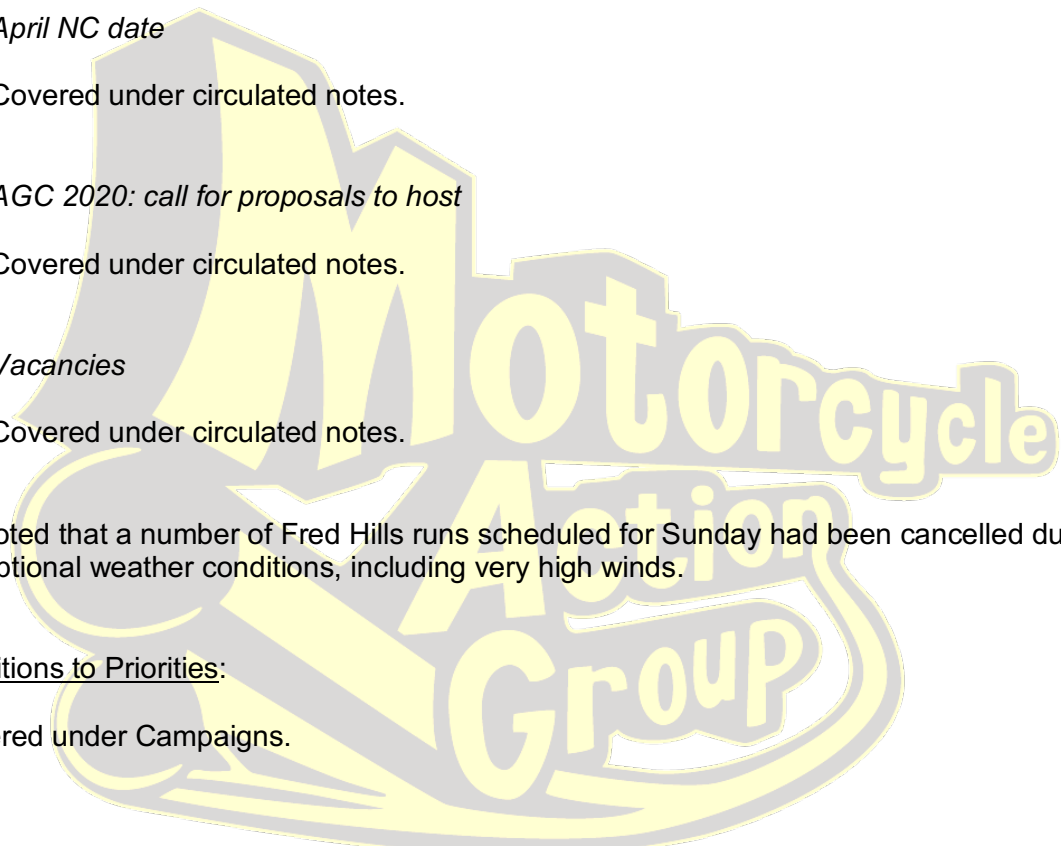 April NC date
Covered under circulated notes.
AGC 2020: call for proposals to host
Covered under circulated notes.
Vacancies
Covered under circulated notes.
oted that a number of Fred Hills runs scheduled for Sunday had been cancelled du
ptional weather conditions, including very high winds.
itions to Priorities:
ered under Campaigns.
Motorcycle
Action
Group